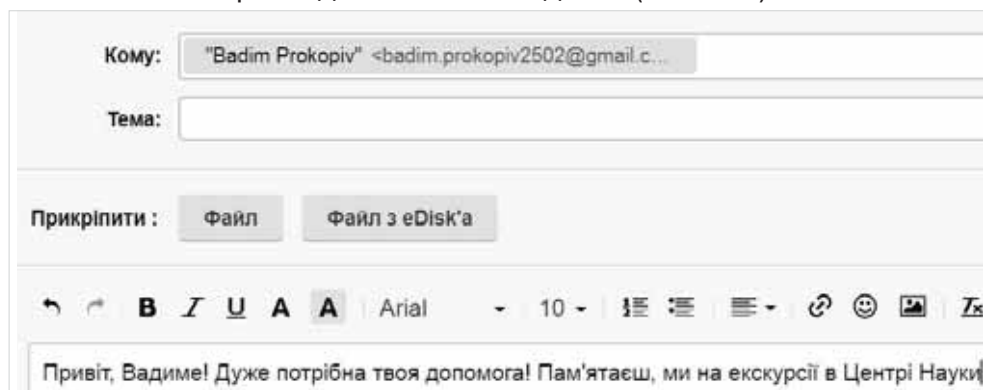 Кому: "Badim Prokopiv" <badim.prokopiv2502@gmail.c...
Тема:
Прикріпити : Файл Файл з eDisk'а
B I U A A Arial 10 Tx
Привіт, Вадиме! Дуже потрібна твоя допомога! Пам'ятаєш, ми на екскурсії в Центрі Науки